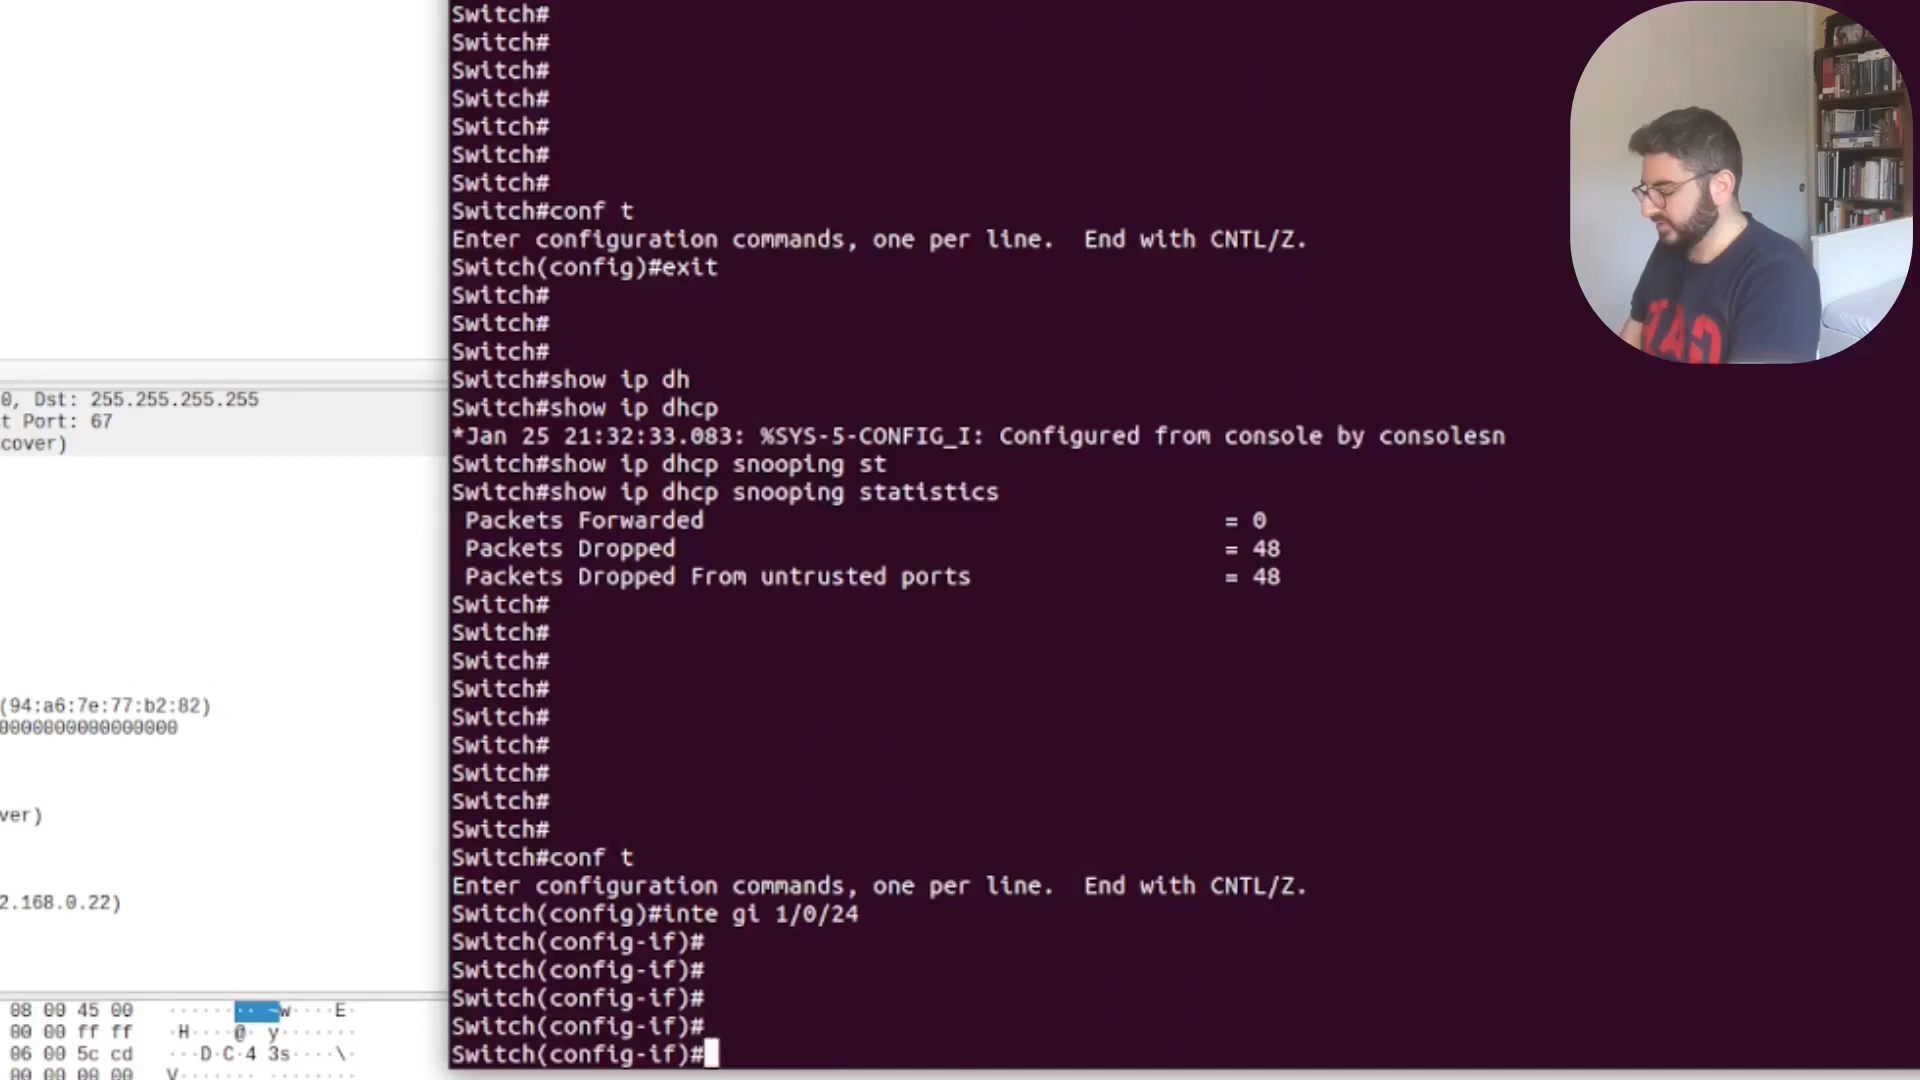 Switch#
Switch#
Switch#
Switch#
Switch#
Switch#
Switch#
Switch#conf t
Enter configuration commands, one per line.  End with CNTL/Z.
Switch(config)#exit
Switch#
Switch#
Switch#
Switch#show ip dh
Switch#show ip dhcp
*Jan 25 21:32:33.083: %SYS-5-CONFIG_I: Configured from console by consolesn
Switch#show ip dhcp snooping st
Switch#show ip dhcp snooping statistics
Packets Forwarded = 0
Packets Dropped = 48
Packets Dropped From untrusted ports = 48
Switch#
Switch#
Switch#
Switch#
Switch#
Switch#
Switch#
Switch#
Switch#
Switch#conf t
Enter configuration commands, one per line.  End with CNTL/Z.
Switch(config)#inte gi 1/0/24
Switch(config-if)#
Switch(config-if)#
Switch(config-if)#
Switch(config-if)#
Switch(config-if)#
0, Dst: 255.255.255.255
t Port: 67
cover)
(94:a6:7e:77:b2:82)
00000000000000000
ver)
2.168.0.22)
08 00 45 00 ······ ·· ~w····E·
00 00 ff ff ·H····@· y·······
06 00 5c cd ···D·C·4 3s····\·
00 00 00 00 V······· ········